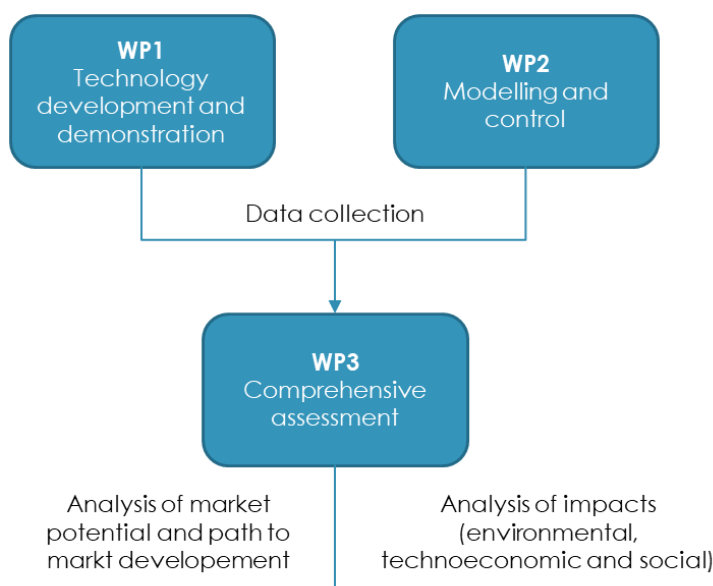 WP1
Technology
development and
demonstration
WP2
Modelling and
control
Data collection
WP3
Comprehensive
assessment
Analysis of market
potential and path to
markt developement
Analysis of impacts
(environmental,
technoeconomic and social)